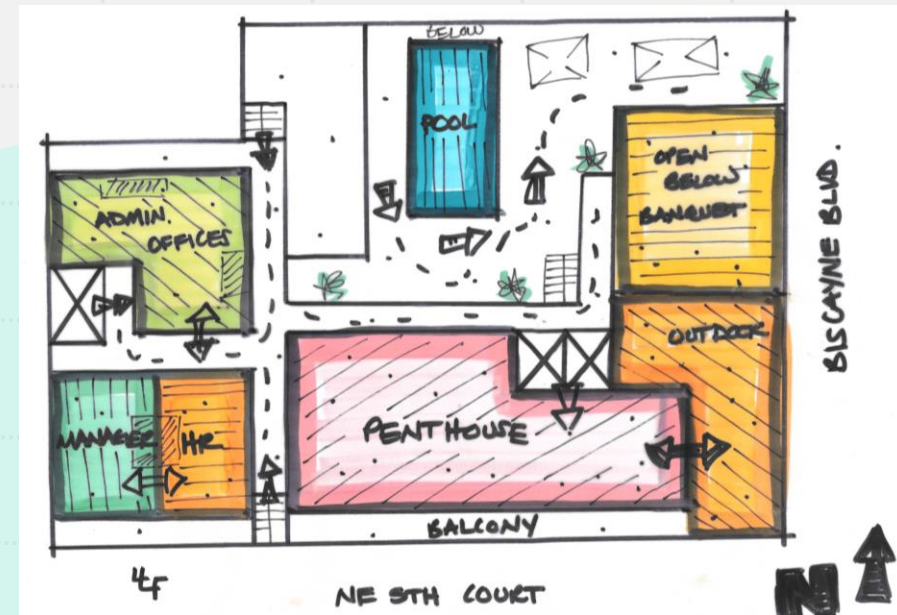 BELOW
POOL
ADMIN.
OFFICES
OPEN
BELOW
BANQUET
BISCAYNE BLVD.
OUTDOOR
MANAGER
HR
PENTHOUSE
BALCONY
4F
NE 5TH COURT
N